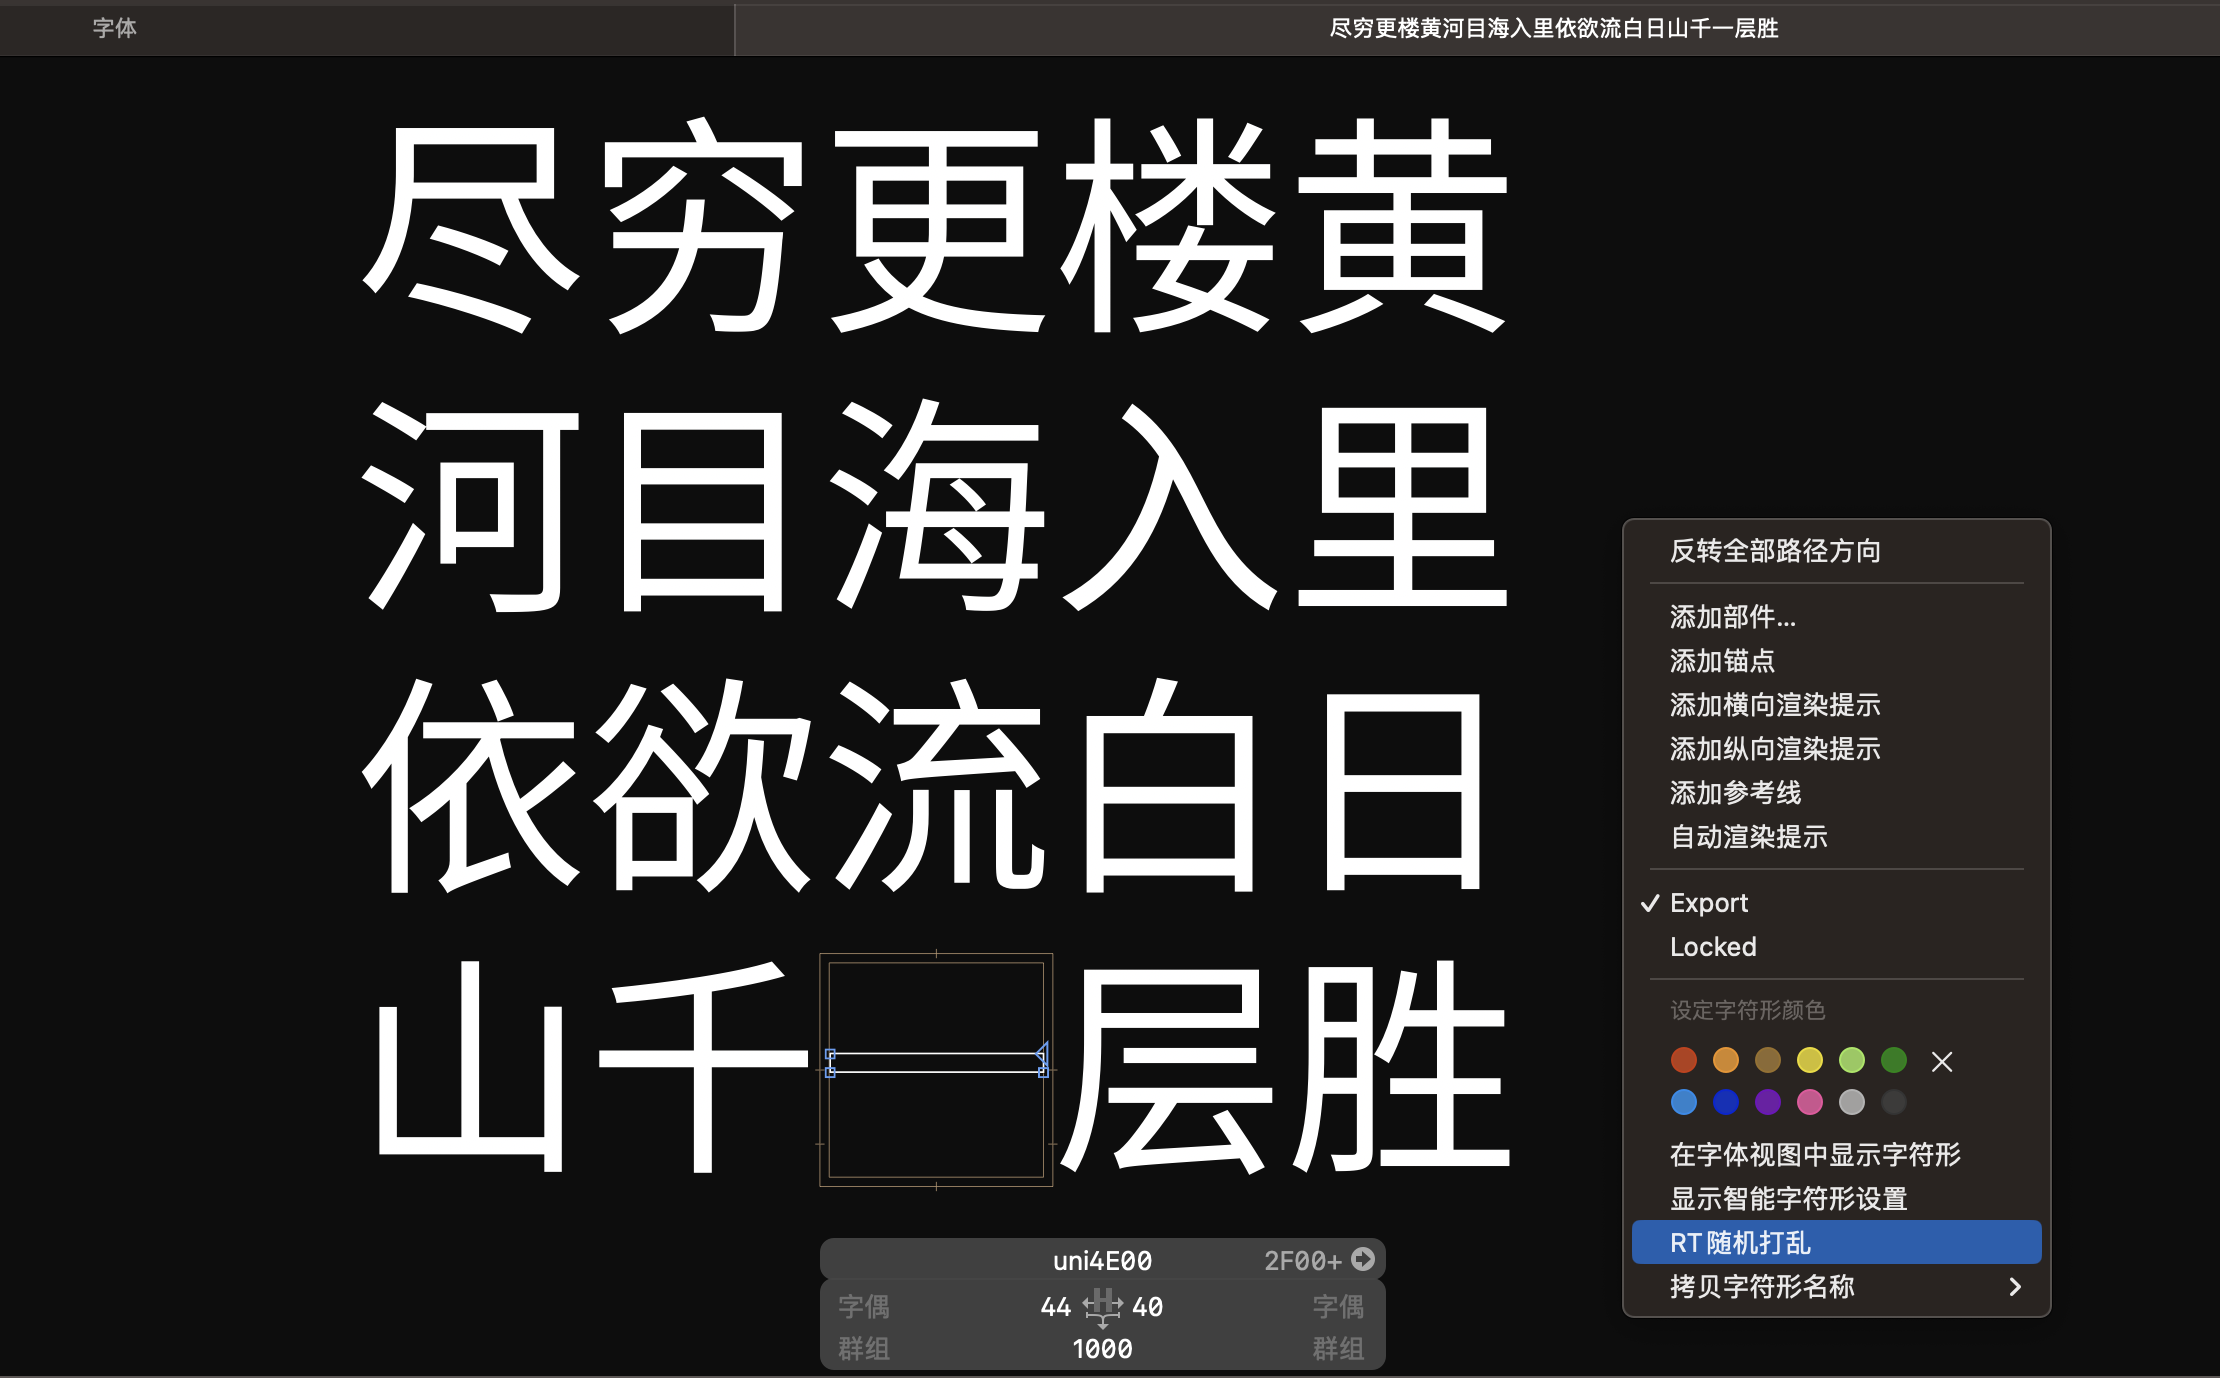 字体
尽穷更楼黄河目海入里依欲流白日山千一层胜
尽穷更楼黄
河目海入里
依欲流白日
山千一层胜
反转全部路径方向
添加部件...
添加锚点
添加横向渲染提示
添加纵向渲染提示
添加参考线
自动渲染提示
Export
Locked
设定字符形颜色
在字体视图中显示字符形
显示智能字符形设置
RT随机打乱
拷贝字符形名称
uni4E00 2F00+
字偶 44 40 字偶
群组 1000 群组